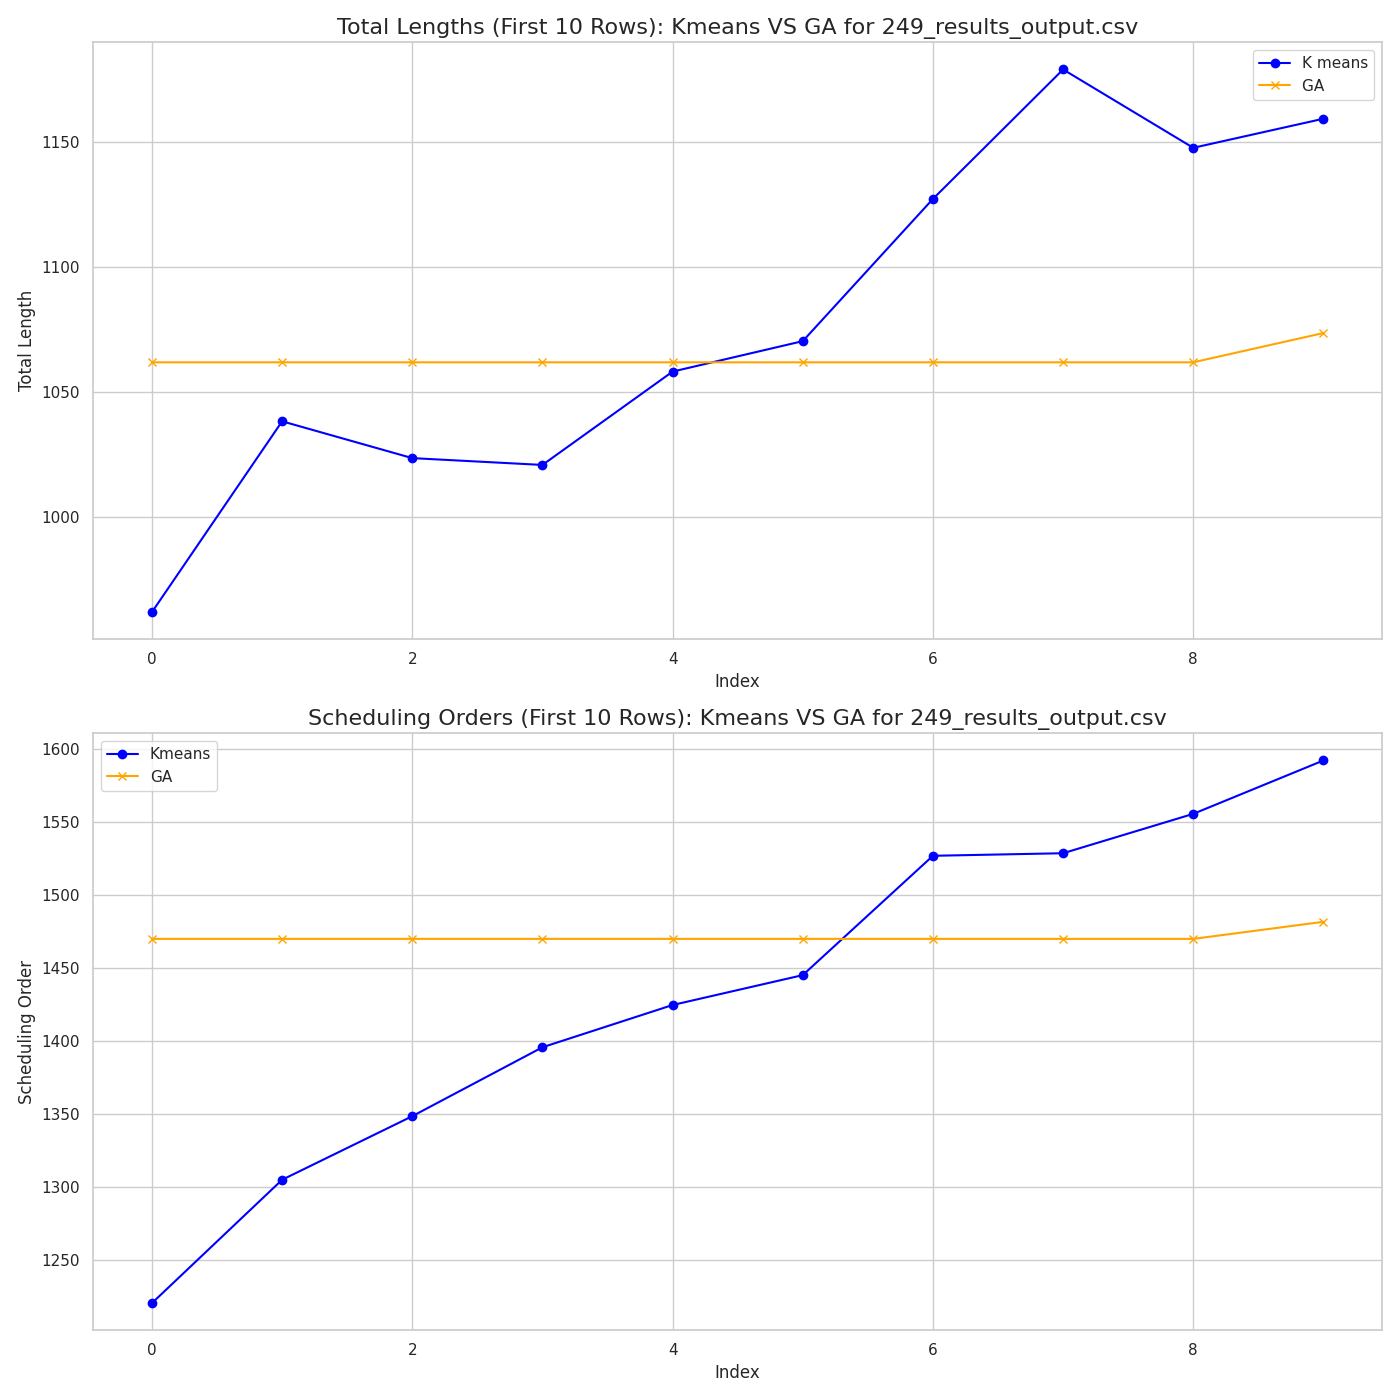 Total Lengths (First 10 Rows): Kmeans VS GA for 249_results_output.csv
K means
GA
1150
1100
1050
1000
Total Length
0 2 4 6 8
Index
Scheduling Orders (First 10 Rows): Kmeans VS GA for 249_results_output.csv
Kmeans
GA
1600
1550
1500
1450
1400
1350
1300
1250
Scheduling Order
0 2 4 6 8
Index